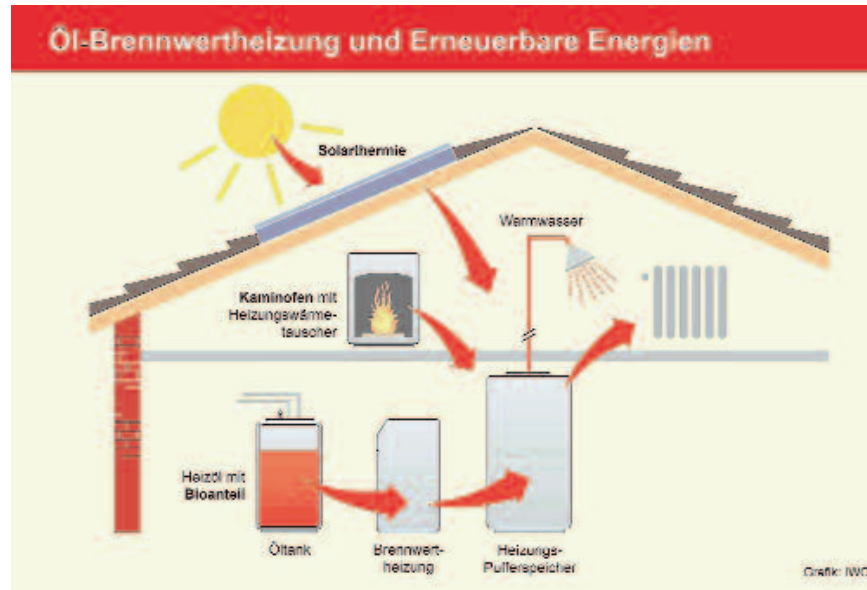 Öl-Brennwertheizung und Erneuerbare Energien
Solarthermie
Warmwasser
Kaminofen mit
Heizungswärme-
tauscher
Heizöl mit
Bioanteil
Öltank
Brennwert-
heizung
Heizungs-
Pufferspeicher
Grafik: IWO